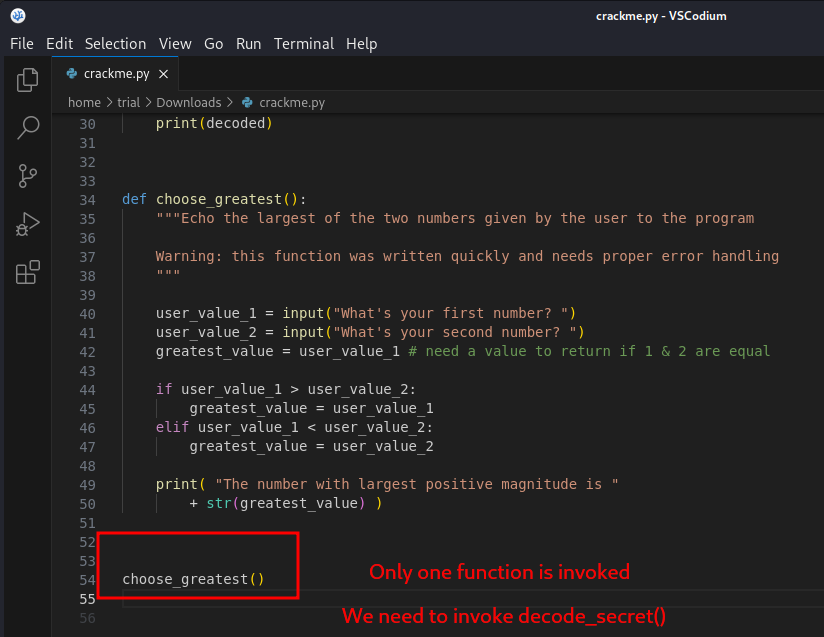 crackme.py - VSCodium
File Edit Selection View Go Run Terminal Help
crackme.py
home > trial > Downloads > crackme.py
30 print(decoded)
31
32
33
34 def choose_greatest():
35 """Echo the largest of the two numbers given by the user to the program
36
37 Warning: this function was written quickly and needs proper error handling
38 """
39
40 user_value_1 = input("What's your first number? ")
41 user_value_2 = input("What's your second number? ")
42 greatest_value = user_value_1 # need a value to return if 1 & 2 are equal
43
44 if user_value_1 > user_value_2:
45 greatest_value = user_value_1
46 elif user_value_1 < user_value_2:
47 greatest_value = user_value_2
48
49 print( "The number with largest positive magnitude is "
50 + str(greatest_value) )
51
52
53
54 choose_greatest()
Only one function is invoked
55
We need to invoke decode_secret()
56